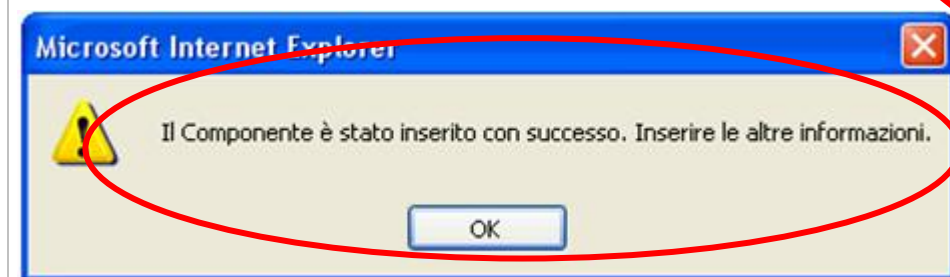 Microsoft Internet Explorer
Il Componente è stato inserito con successo. Inserire le altre informazioni.
OK